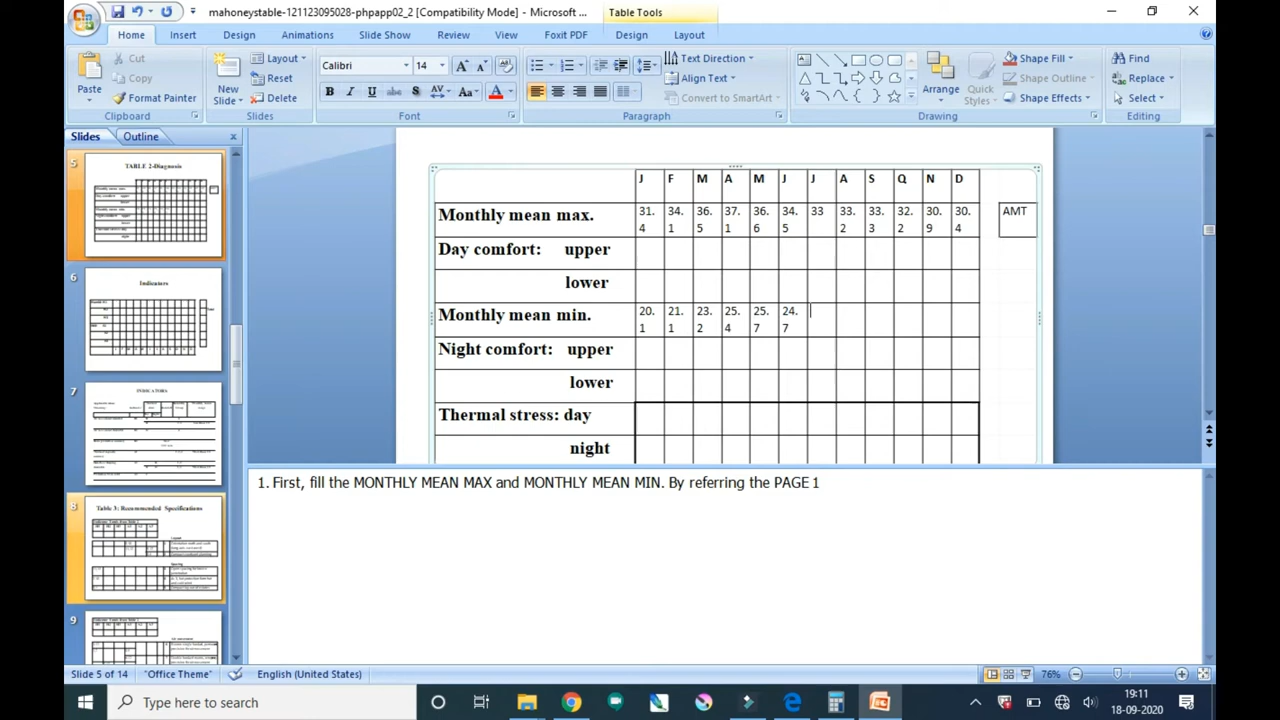 mahoneystable-121123095028-phpapp02_2 [Compatibility Mode] - Microsoft ...
Table Tools
Home
Insert
Design
Animations
Slide Show
Review
View
Foxit PDF
Design
Layout
Paste
Cut
Copy
Format Painter
Clipboard
New Slide
Layout
Reset
Delete
Slides
Calibri
14
B I U abc S AV Aa A
Font
Text Direction
Align Text
Convert to SmartArt
Paragraph
Arrange
Quick Styles
Shape Fill
Shape Outline
Shape Effects
Drawing
Find
Replace
Select
Editing
Slides
Outline
5
TABLE 2-Diagnosis
6
Indicators
7
INDICATORS
8
Table 3: Recommended Specifications
9
J F M A M J J A S Q N D
Monthly mean max. 31.4 34.1 36.5 37.1 36.6 34.5 33 33.2 33.3 32.2 30.9 30.4 AMT
Day comfort: upper
lower
Monthly mean min. 20.1 21.1 23.2 25.4 25.7 24.7
Night comfort: upper
lower
Thermal stress: day
night
1. First, fill the MONTHLY MEAN MAX and MONTHLY MEAN MIN. By referring the PAGE 1
Slide 5 of 14
"Office Theme"
English (United States)
76%
Type here to search
19:11
18-09-2020